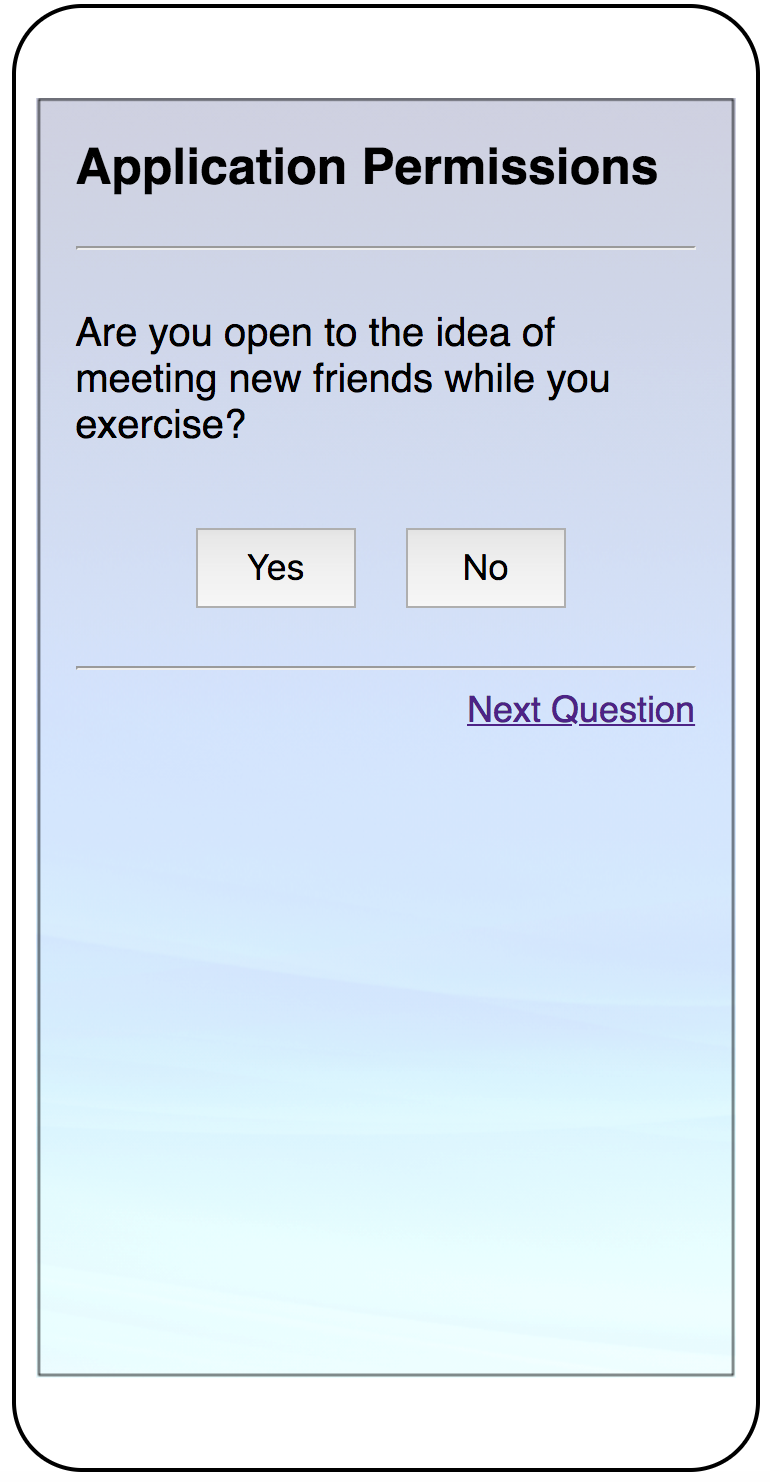 Application Permissions
Are you open to the idea of
meeting new friends while you
exercise?
Yes No
Next Question